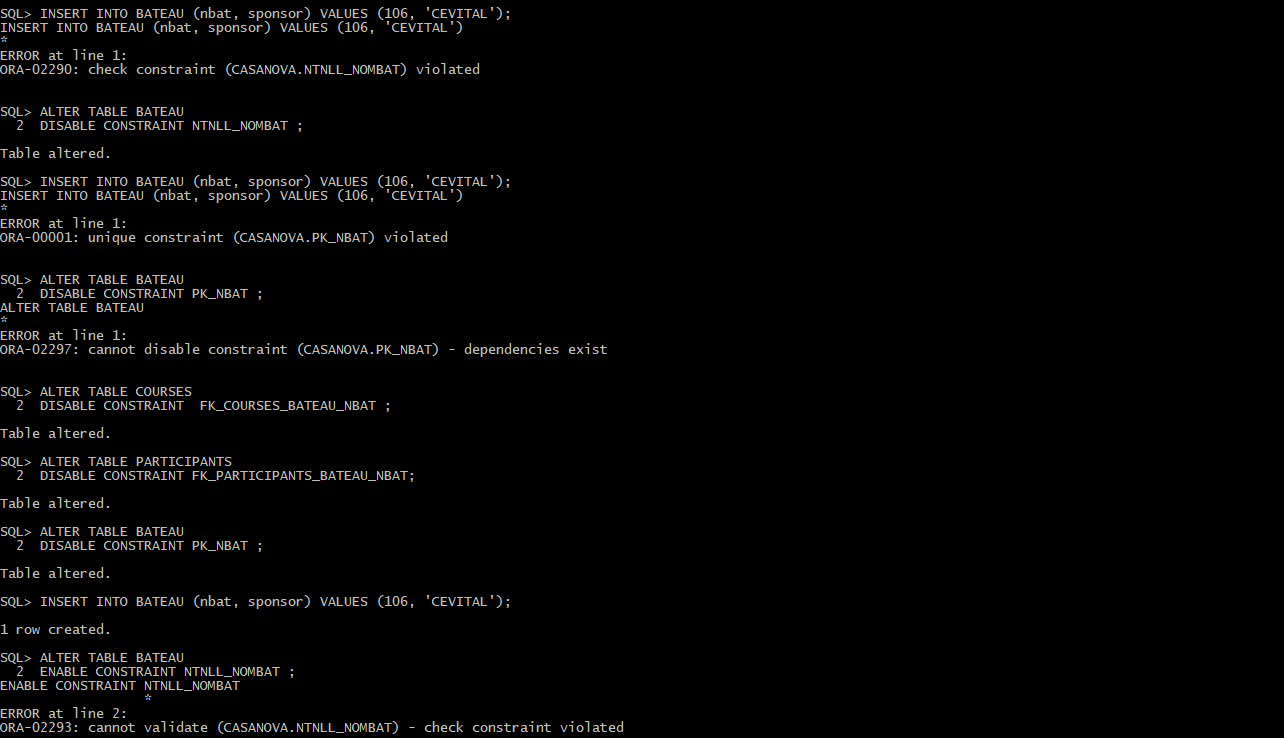 SQL> INSERT INTO BATEAU (nbat, sponsor) VALUES (106, 'CEVITAL');
INSERT INTO BATEAU (nbat, sponsor) VALUES (106, 'CEVITAL')
*
ERROR at line 1:
ORA-02290: check constraint (CASANOVA.NTNLL_NOMBAT) violated
SQL> ALTER TABLE BATEAU
  2  DISABLE CONSTRAINT NTNLL_NOMBAT ;
Table altered.
SQL> INSERT INTO BATEAU (nbat, sponsor) VALUES (106, 'CEVITAL');
INSERT INTO BATEAU (nbat, sponsor) VALUES (106, 'CEVITAL')
*
ERROR at line 1:
ORA-00001: unique constraint (CASANOVA.PK_NBAT) violated
SQL> ALTER TABLE BATEAU
  2  DISABLE CONSTRAINT PK_NBAT ;
ALTER TABLE BATEAU
*
ERROR at line 1:
ORA-02297: cannot disable constraint (CASANOVA.PK_NBAT) - dependencies exist
SQL> ALTER TABLE COURSES
  2  DISABLE CONSTRAINT  FK_COURSES_BATEAU_NBAT ;
Table altered.
SQL> ALTER TABLE PARTICIPANTS
  2  DISABLE CONSTRAINT FK_PARTICIPANTS_BATEAU_NBAT;
Table altered.
SQL> ALTER TABLE BATEAU
  2  DISABLE CONSTRAINT PK_NBAT ;
Table altered.
SQL> INSERT INTO BATEAU (nbat, sponsor) VALUES (106, 'CEVITAL');
1 row created.
SQL> ALTER TABLE BATEAU
  2  ENABLE CONSTRAINT NTNLL_NOMBAT ;
ENABLE CONSTRAINT NTNLL_NOMBAT
                  *
ERROR at line 2:
ORA-02293: cannot validate (CASANOVA.NTNLL_NOMBAT) - check constraint violated